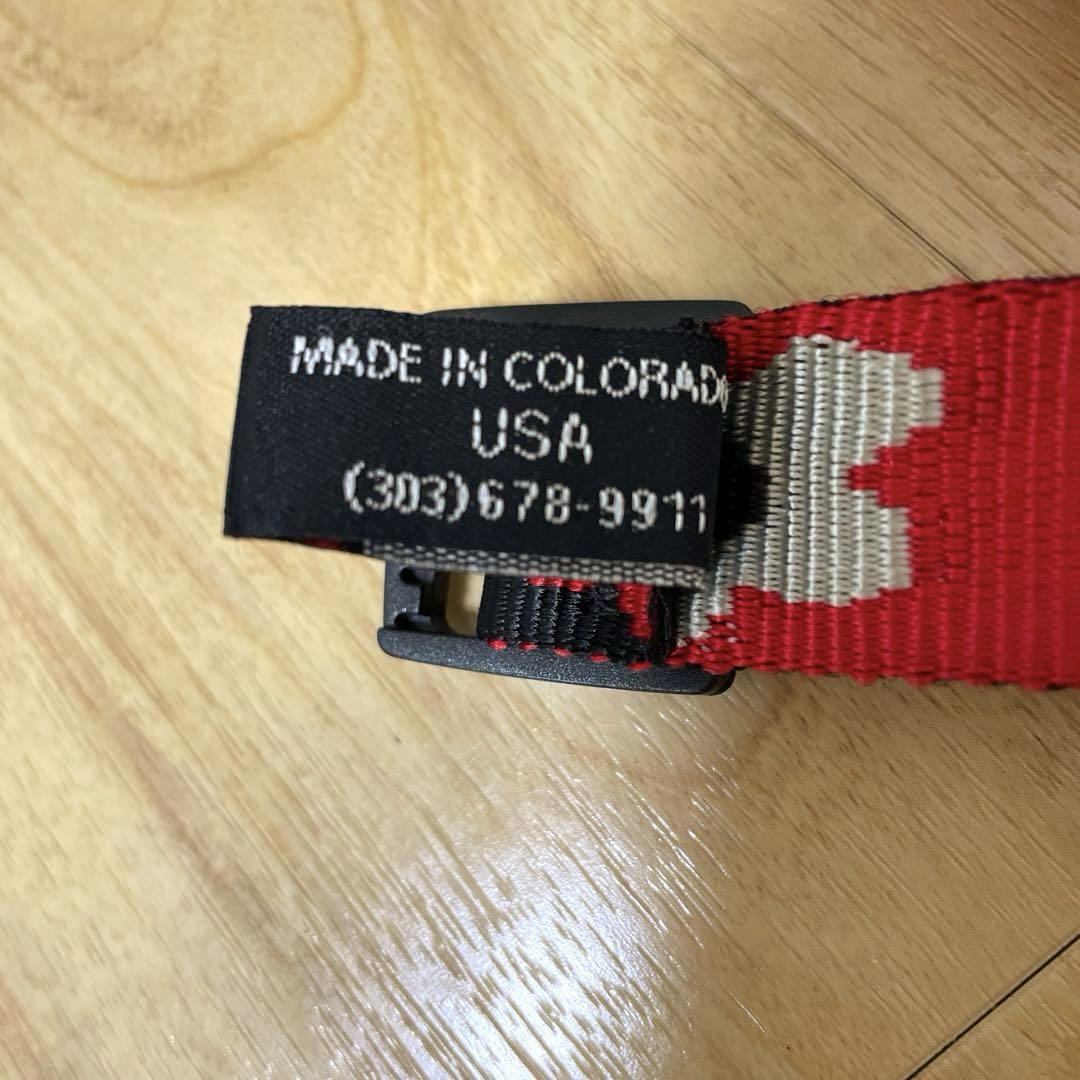 MADE IN COLORADO
USA
(303)678-9911